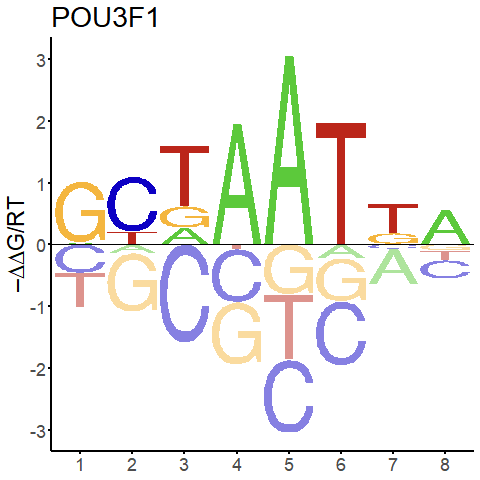 POU3F1
−ΔΔG/RT
3
2
1
0
-1
-2
-3
G C T A A T T A
T G G G
A A
C A C C G A A T
T G C G T G C
C C
1 2 3 4 5 6 7 8